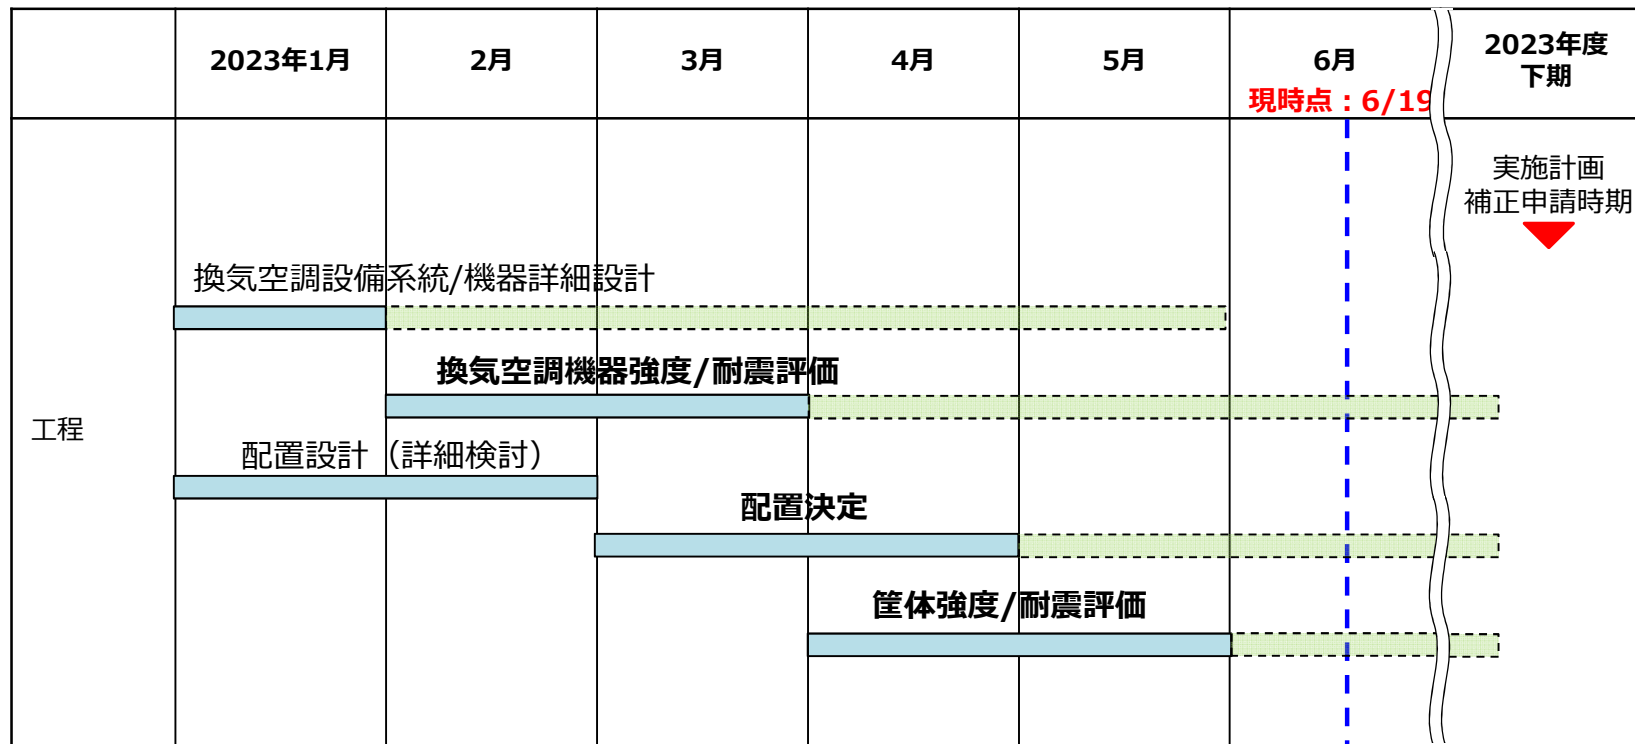 2023年1月
2月
3月
4月
5月
6月
2023年度
下期
現時点：6/19
実施計画
補正申請時期
換気空調設備系統/機器詳細設計
換気空調機器強度/耐震評価
工程
配置設計（詳細検討）
配置決定
筐体強度/耐震評価